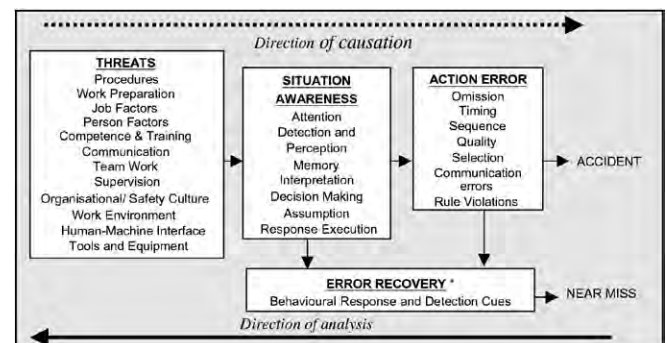 Direction of causation
THREATS
Procedures
Work Preparation
Job Factors
Person Factors
Competence & Training
Communication
Team Work
Supervision
Organisational/ Safety Culture
Work Environment
Human-Machine Interface
Tools and Equipment
SITUATION
AWARENESS
Attention
Detection and
Perception
Memory
Interpretation
Decision Making
Assumption
Response Execution
ACTION ERROR
Omission
Timing
Sequence
Quality
Selection
Communication
errors
Rule Violations
ACCIDENT
ERROR RECOVERY *
Behavioural Response and Detection Cues
NEAR MISS
Direction of analysis